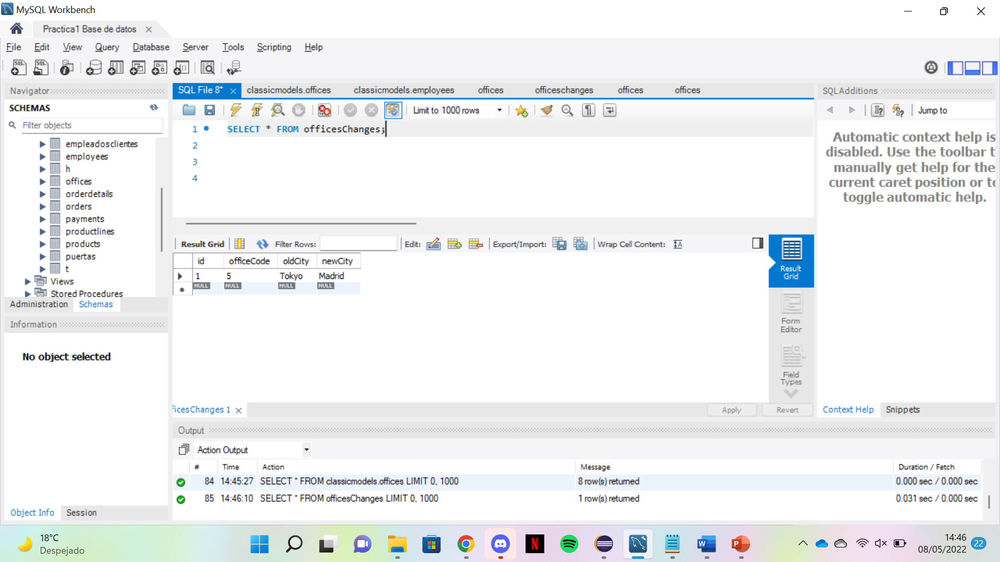 MySQL Workbench
Practica1 Base de datos
File Edit View Query Database Server Tools Scripting Help
Navigator
SCHEMAS
Filter objects
empleadosclientes
employees
h
offices
orderdetails
orders
payments
productlines
products
puertas
t
Views
Stored Procedures
Administration Schemas
Information
No object selected
Object Info Session
SQL File 8* classicmodels.offices classicmodels.employees offices officeschanges offices offices
Limit to 1000 rows
1 SELECT * FROM officesChanges;
2
3
4
Result Grid Filter Rows: Edit: Export/Import: Wrap Cell Content:
id officeCode oldCity newCity
1 5 Tokyo Madrid
NULL NULL NULL NULL
Result Grid
Form Editor
Field Types
ficesChanges 1 Apply Revert
SQLAdditions
Jump to
Automatic context help is
disabled. Use the toolbar t
manually get help for the
current caret position or to
toggle automatic help.
Context Help Snippets
Output
Action Output
# Time Action Message Duration / Fetch
84 14:45:27 SELECT * FROM classicmodels.offices LIMIT 0, 1000 8 row(s) returned 0.000 sec / 0.000 sec
85 14:46:10 SELECT * FROM officesChanges LIMIT 0, 1000 1 row(s) returned 0.031 sec / 0.000 sec
18°C
Despejado
14:46
08/05/2022
22